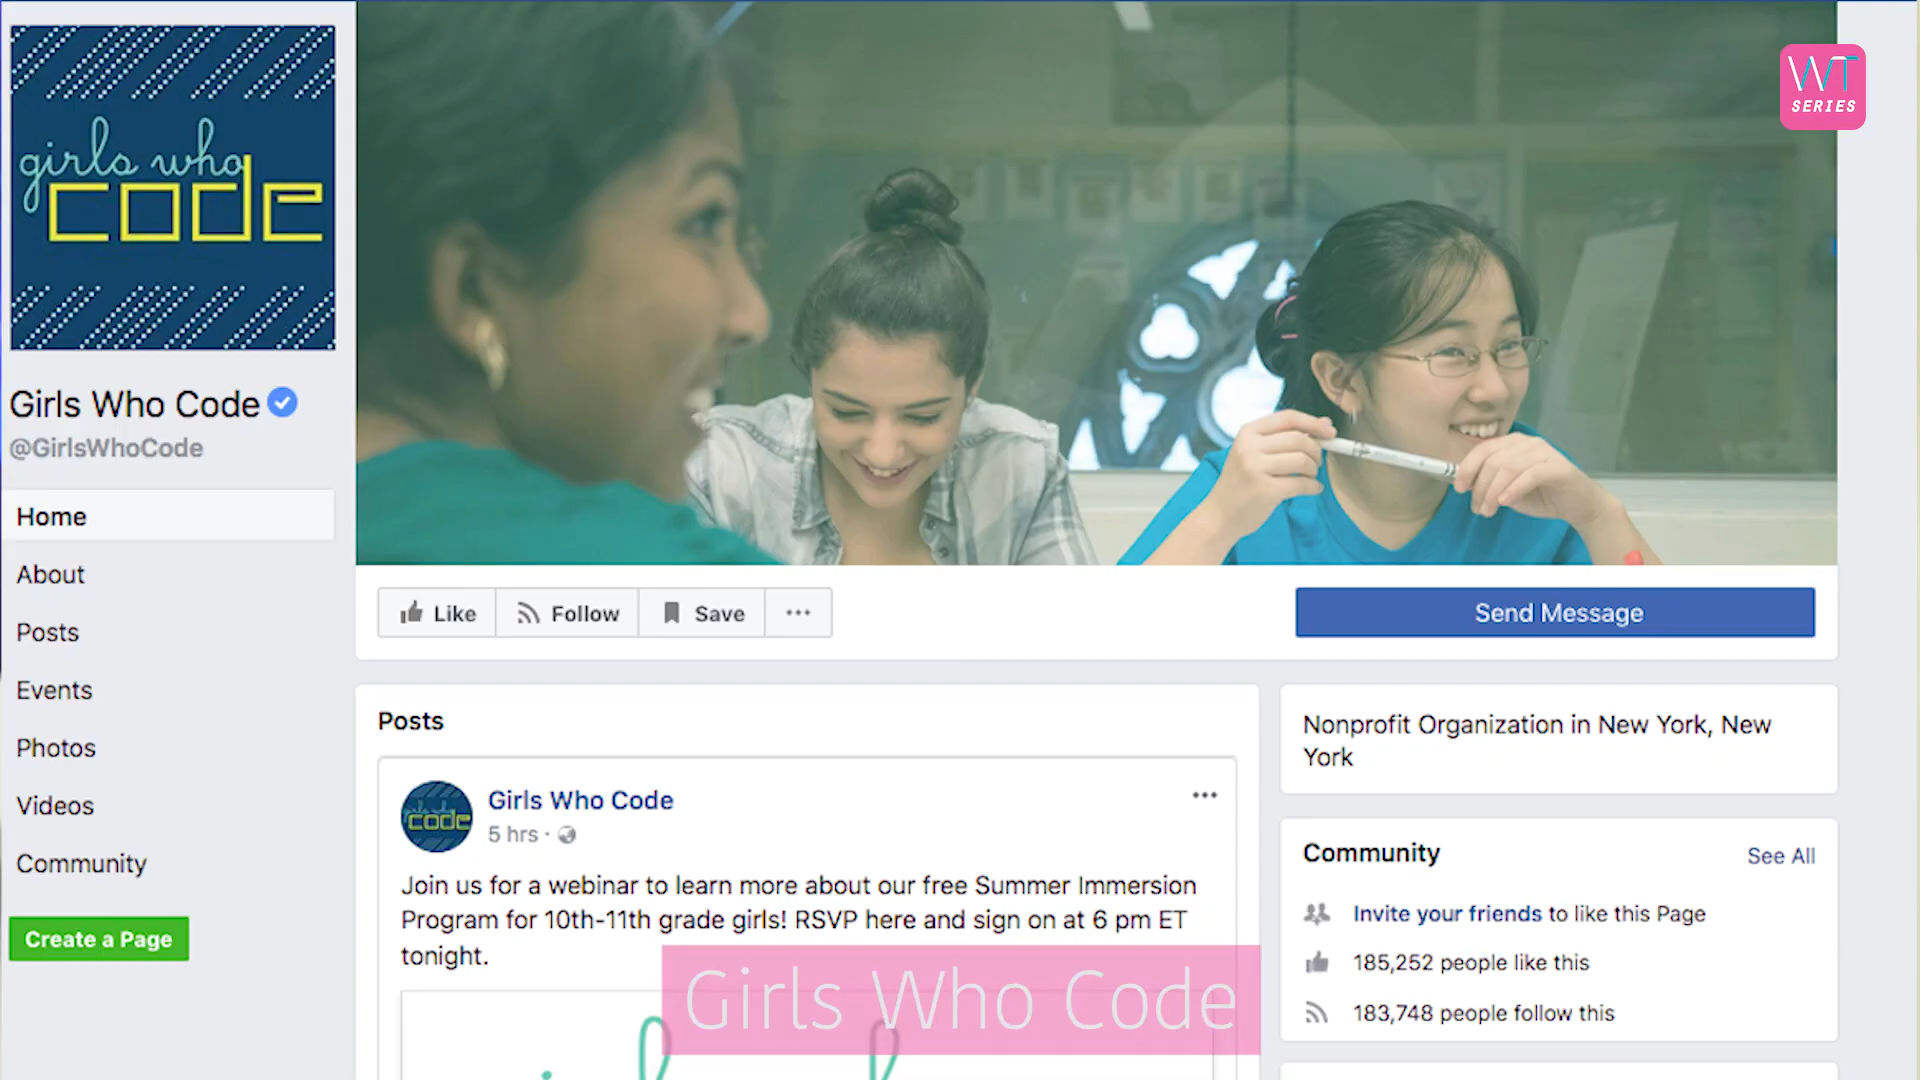 girls who
code
WT
SERIES
Girls Who Code
@GirlsWhoCode
Home
About
Posts
Events
Photos
Videos
Community
Create a Page
Like
Follow
Save
Send Message
Posts
Girls Who Code
5 hrs
Join us for a webinar to learn more about our free Summer Immersion
Program for 10th-11th grade girls! RSVP here and sign on at 6 pm ET
tonight.
girls who
code
Nonprofit Organization in New York, New
York
Community
See All
Invite your friends to like this Page
185,252 people like this
183,748 people follow this
Girls Who Code